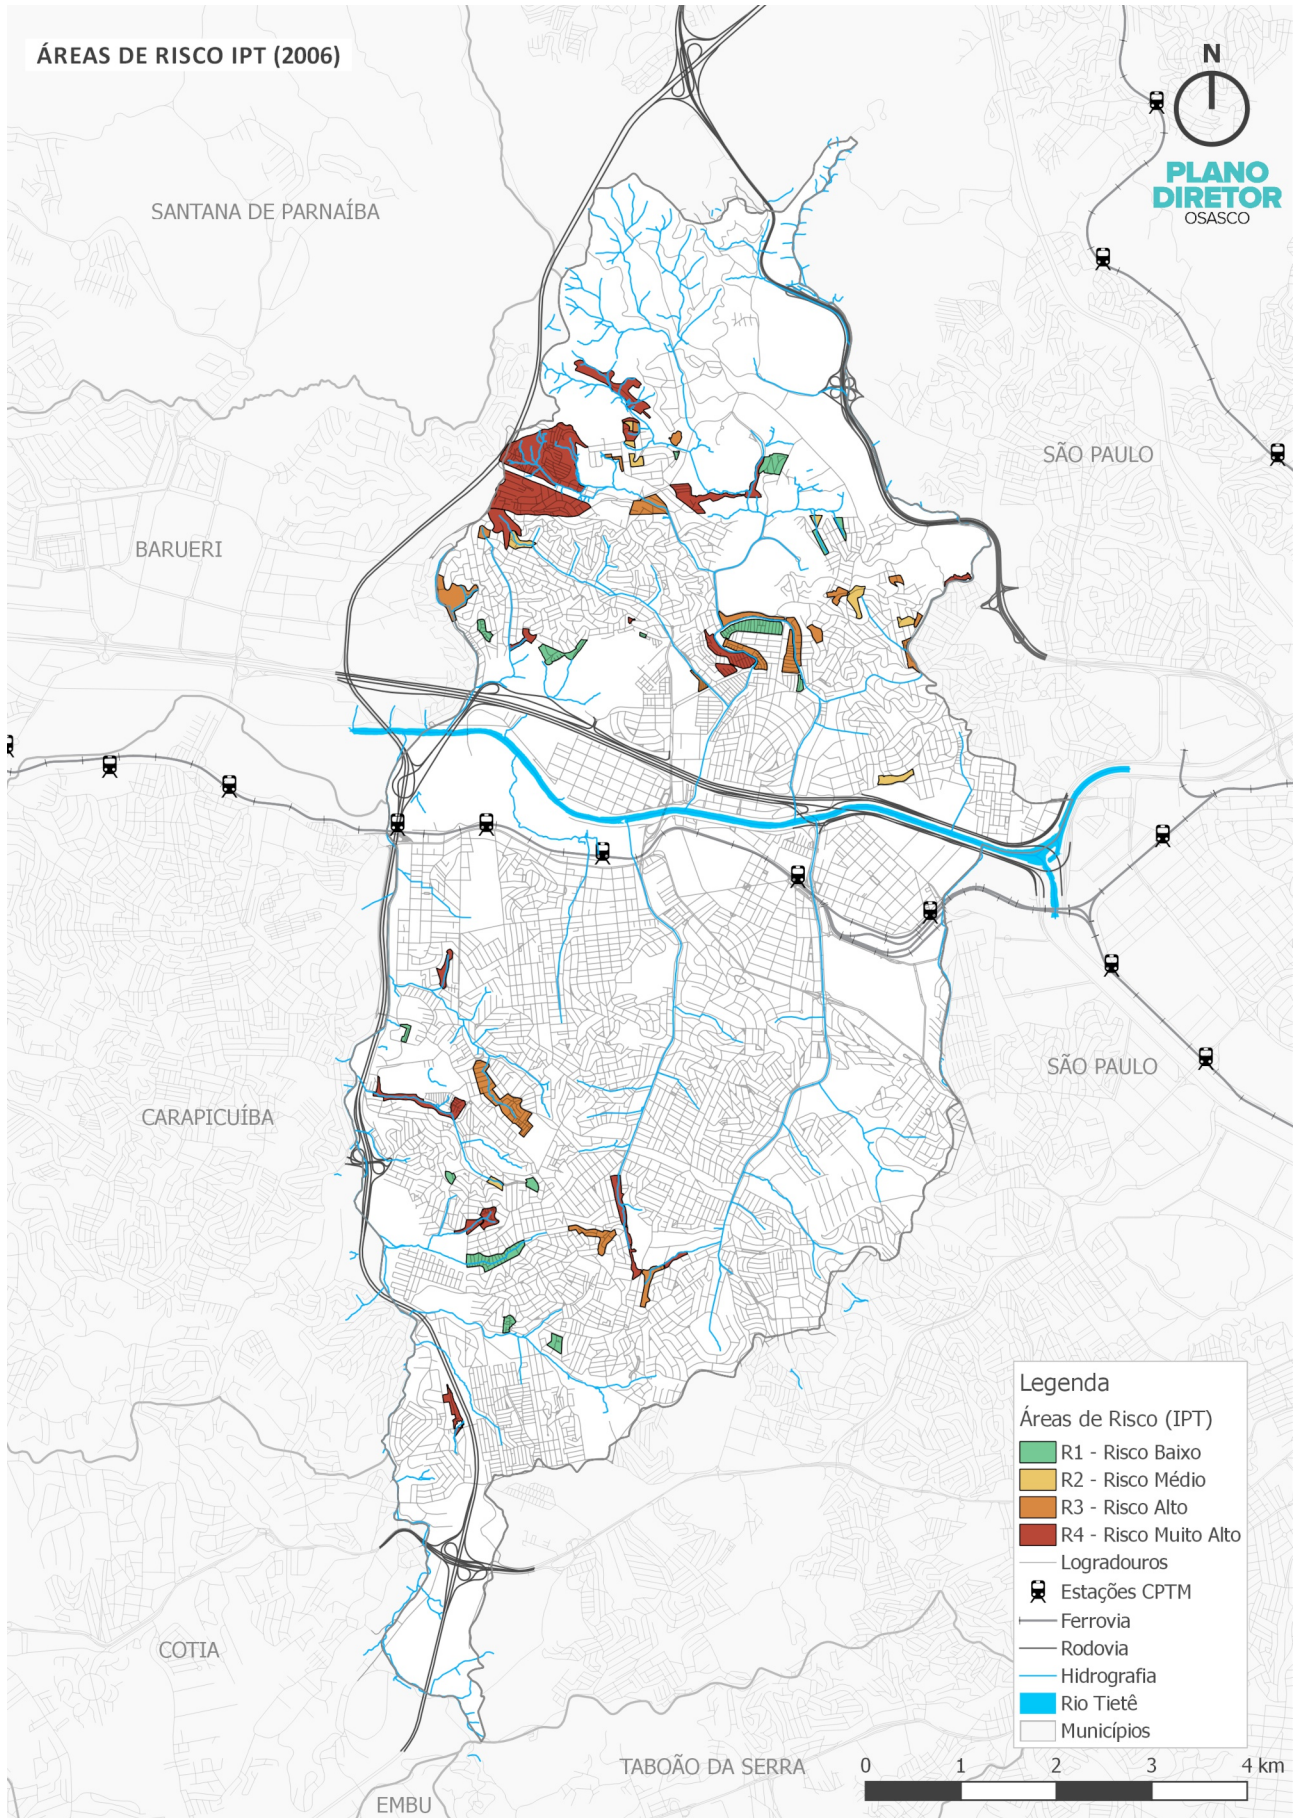 ÁREAS DE RISCO IPT (2006)
N
PLANO
DIRETOR
OSASCO
SANTANA DE PARNAÍBA
SÃO PAULO
BARUERI
SÃO PAULO
CARAPICUÍBA
COTIA
TABOÃO DA SERRA
EMBU
Legenda
Áreas de Risco (IPT)
R1 - Risco Baixo
R2 - Risco Médio
R3 - Risco Alto
R4 - Risco Muito Alto
Logradouros
Estações CPTM
Ferrovia
Rodovia
Hidrografia
Rio Tietê
Municípios
0 1 2 3 4 km